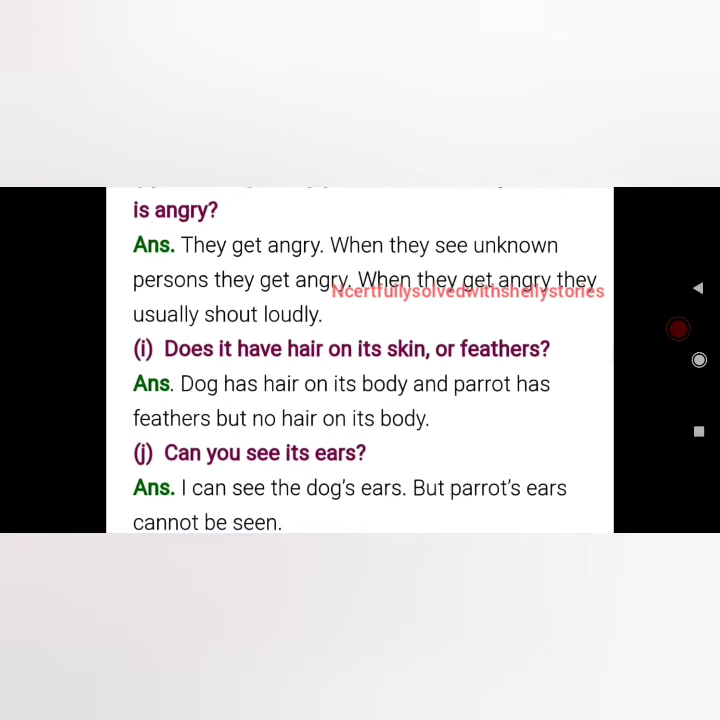 is angry?
Ans. They get angry. When they see unknown
persons they get angry. When they get angry they
Ncertfullysolvedwithshellystories
usually shout loudly.
(i) Does it have hair on its skin, or feathers?
Ans. Dog has hair on its body and parrot has
feathers but no hair on its body.
(j) Can you see its ears?
Ans. I can see the dog's ears. But parrot's ears
cannot be seen.